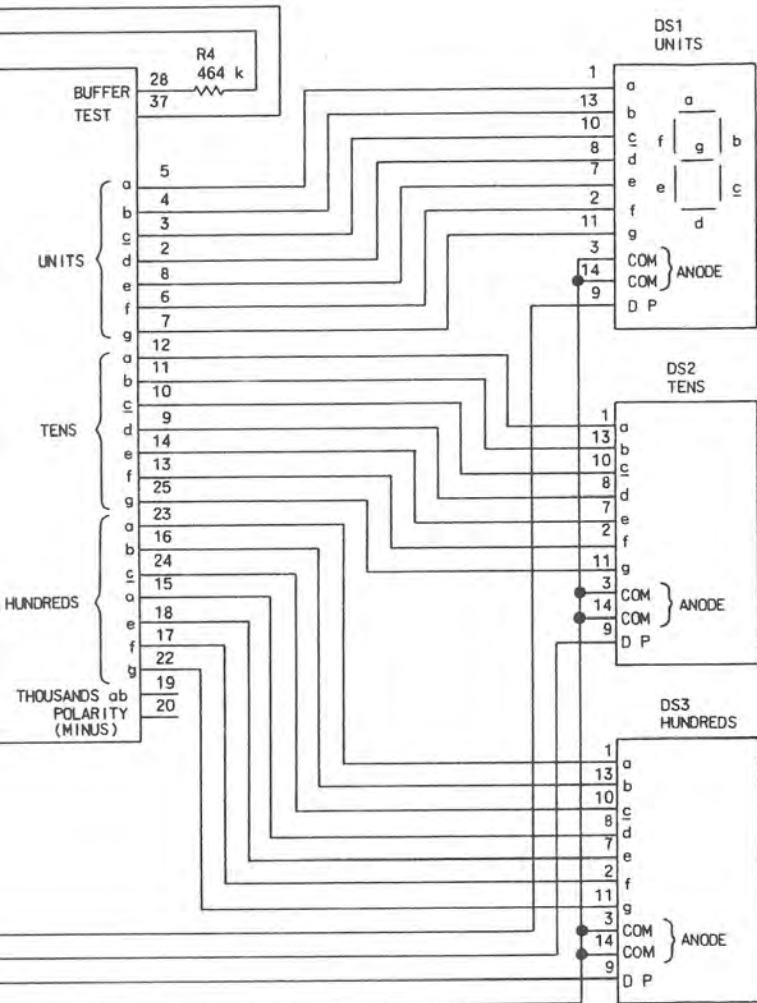 R4
464 k
BUFFER 28
TEST 37
UNITS
a 5
b 4
c 3
d 2
e 8
f 6
g 7
TENS
a 12
b 11
c 10
d 9
e 14
f 13
g 25
HUNDREDS
a 23
b 16
c 24
a 15
e 18
f 17
g 22
THOUSANDS ab 19
POLARITY 20
(MINUS)
DS1
UNITS
1 a
13 b
10 c
8 d
7 e
2 f
11 g
3 COM
14 COM
ANODE
9 D P
a
f g b
e c
d
DS2
TENS
1 a
13 b
10 c
8 d
7 e
2 f
11 g
3 COM
14 COM
ANODE
9 D P
DS3
HUNDREDS
1 a
13 b
10 c
8 d
7 e
2 f
11 g
3 COM
14 COM
ANODE
9 D P